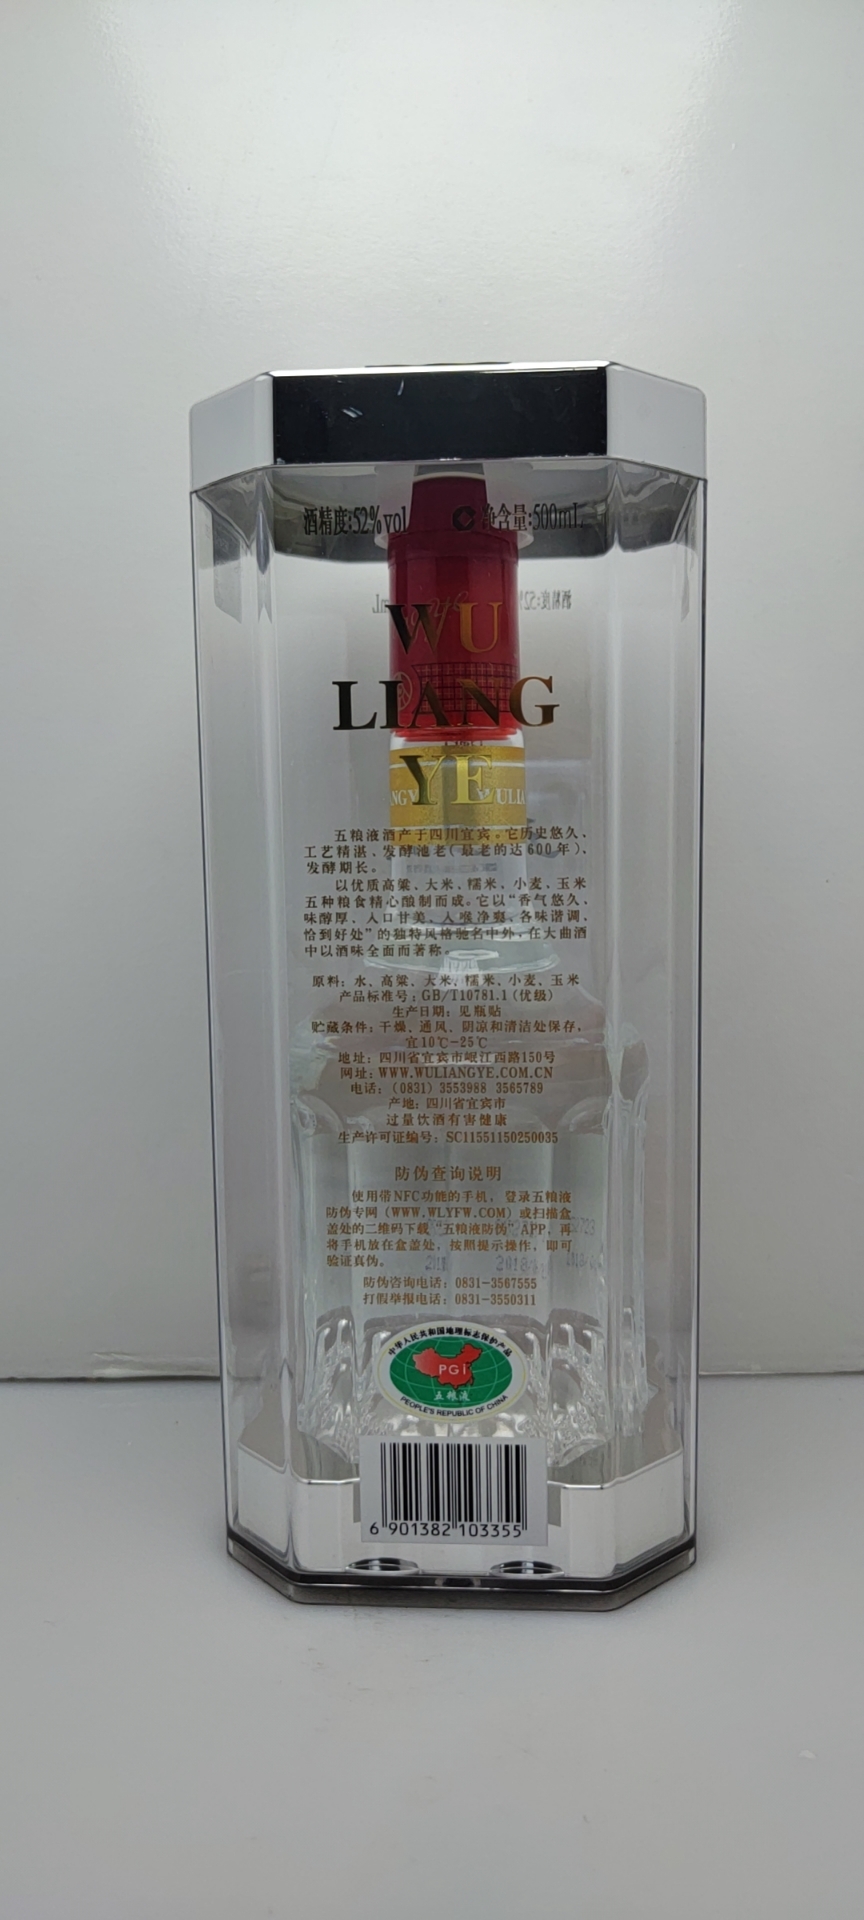 酒精度:52%vol 净含量:500mL
WU
LIANG
YE
五粮液酒产于四川宜宾。它历史悠久、
工艺精湛、发酵池老(最老的达600年)、
发酵期长。
以优质高粱、大米、糯米、小麦、玉米
五种粮食精心酿制而成。它以“香气悠久、
味醇厚、入口甘美、入喉净爽、各味谐调、
恰到好处”的独特风格驰名中外,在大曲酒
中以酒味全面而著称。
原料: 水、高粱、大米、糯米、小麦、玉米
产品标准号: GB/T10781.1 (优级)
生产日期: 见瓶贴
贮藏条件: 干燥、通风、阴凉和清洁处保存,
宜10℃-25℃
地址: 四川省宜宾市岷江西路150号
网址: WWW.WULIANGYE.COM.CN
电话: (0831) 3553988 3565789
产地: 四川省宜宾市
过量饮酒有害健康
生产许可证编号: SC11551150250035
防伪查询说明
使用带NFC功能的手机, 登录五粮液
防伪专网 (WWW.WLYFW.COM) 或扫描盒
盖处的二维码下载“五粮液防伪”APP, 再
将手机放在盒盖处, 按照提示操作, 即可
验证真伪。
防伪咨询电话: 0831-3567555
打假举报电话: 0831-3550311
中华人民共和国地理标志保护产品
PGI
五粮液
PEOPLE'S REPUBLIC OF CHINA
6 901382 103355